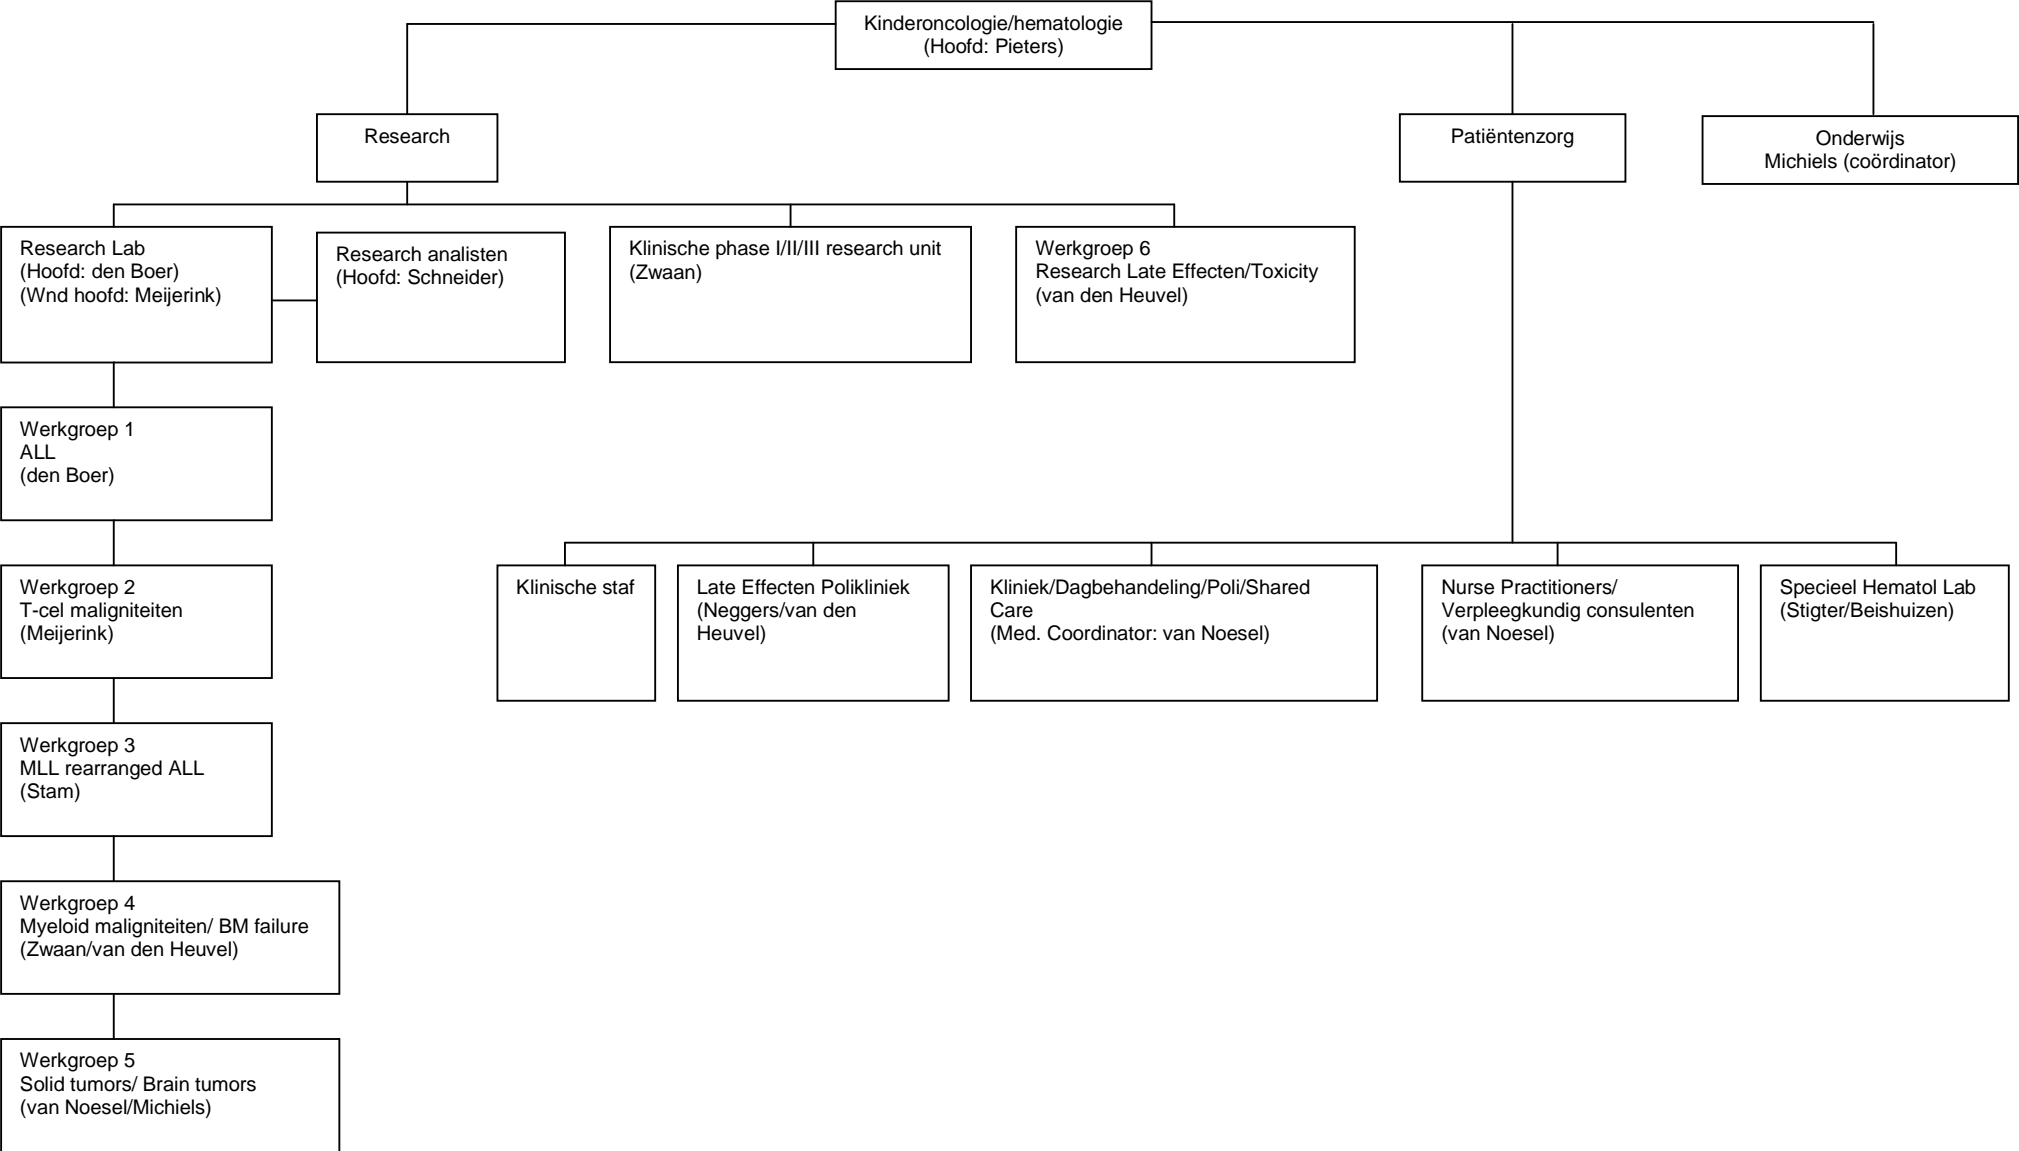 Kinderoncologie/hematologie
(Hoofd: Pieters)
Research
Patiëntenzorg
Onderwijs
Michiels (coördinator)
Research Lab
(Hoofd: den Boer)
(Wnd hoofd: Meijerink)
Research analisten
(Hoofd: Schneider)
Klinische phase I/II/III research unit
(Zwaan)
Werkgroep 6
Research Late Effecten/Toxicity
(van den Heuvel)
Werkgroep 1
ALL
(den Boer)
Werkgroep 2
T-cel maligniteiten
(Meijerink)
Klinische staf
Late Effecten Polikliniek
(Neggers/van den
Heuvel)
Kliniek/Dagbehandeling/Poli/Shared
Care
(Med. Coordinator: van Noesel)
Nurse Practitioners/
Verpleegkundig consulenten
(van Noesel)
Specieel Hematol Lab
(Stigter/Beishuizen)
Werkgroep 3
MLL rearranged ALL
(Stam)
Werkgroep 4
Myeloid maligniteiten/ BM failure
(Zwaan/van den Heuvel)
Werkgroep 5
Solid tumors/ Brain tumors
(van Noesel/Michiels)